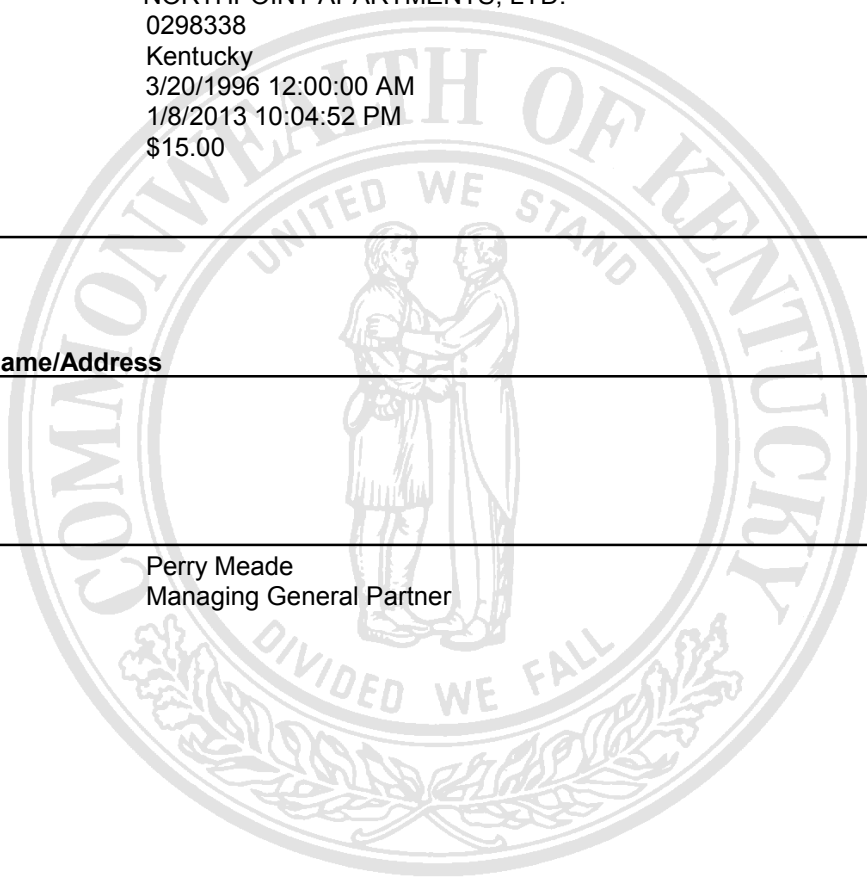 NORTHPOINT APARTMENTS, LTD.
0298338
Kentucky
3/20/1996 12:00:00 AM
1/8/2013 10:04:52 PM
$15.00
COMMONWEALTH OF KENTUCKY
UNITED WE STAND
ame/Address
Perry Meade
Managing General Partner
DIVIDED WE FALL